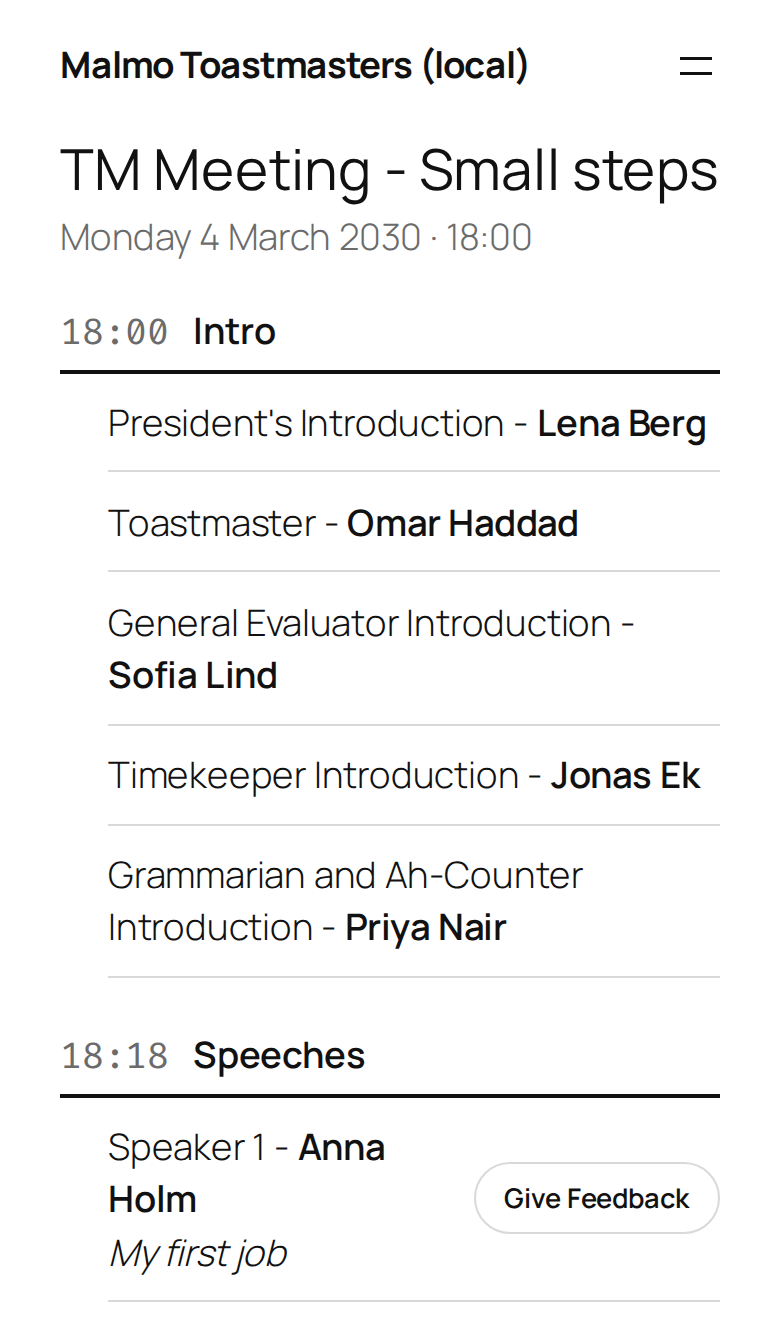 Malmo Toastmasters (local)
TM Meeting - Small steps
Monday 4 March 2030 · 18:00
18:00 Intro
President's Introduction - Lena Berg
Toastmaster - Omar Haddad
General Evaluator Introduction -
Sofia Lind
Timekeeper Introduction - Jonas Ek
Grammarian and Ah-Counter
Introduction - Priya Nair
18:18 Speeches
Speaker 1 - Anna
Holm
Give Feedback
My first job